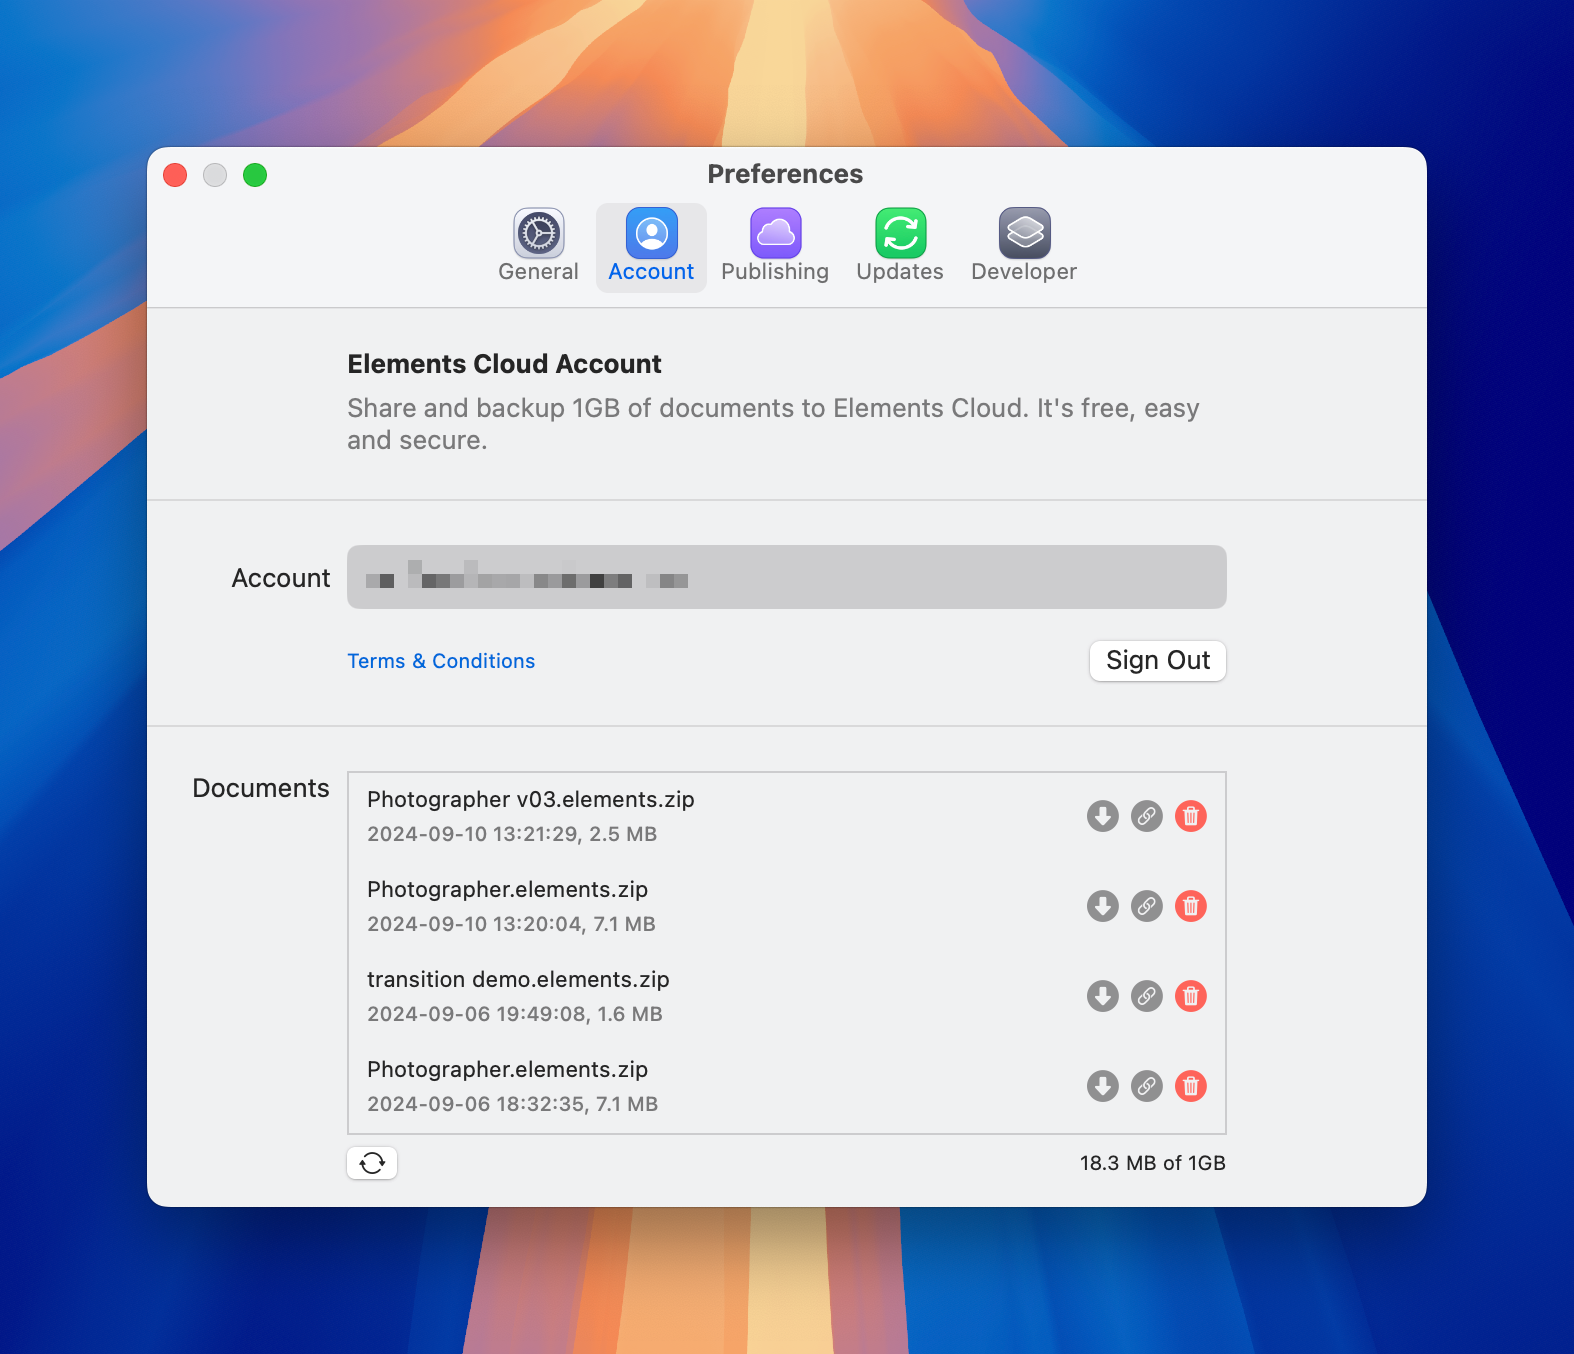 Preferences
General
Account
Publishing
Updates
Developer
Elements Cloud Account
Share and backup 1GB of documents to Elements Cloud. It's free, easy
and secure.
Account
Terms & Conditions
Sign Out
Documents
Photographer v03.elements.zip
2024-09-10 13:21:29, 2.5 MB
Photographer.elements.zip
2024-09-10 13:20:04, 7.1 MB
transition demo.elements.zip
2024-09-06 19:49:08, 1.6 MB
Photographer.elements.zip
2024-09-06 18:32:35, 7.1 MB
18.3 MB of 1GB